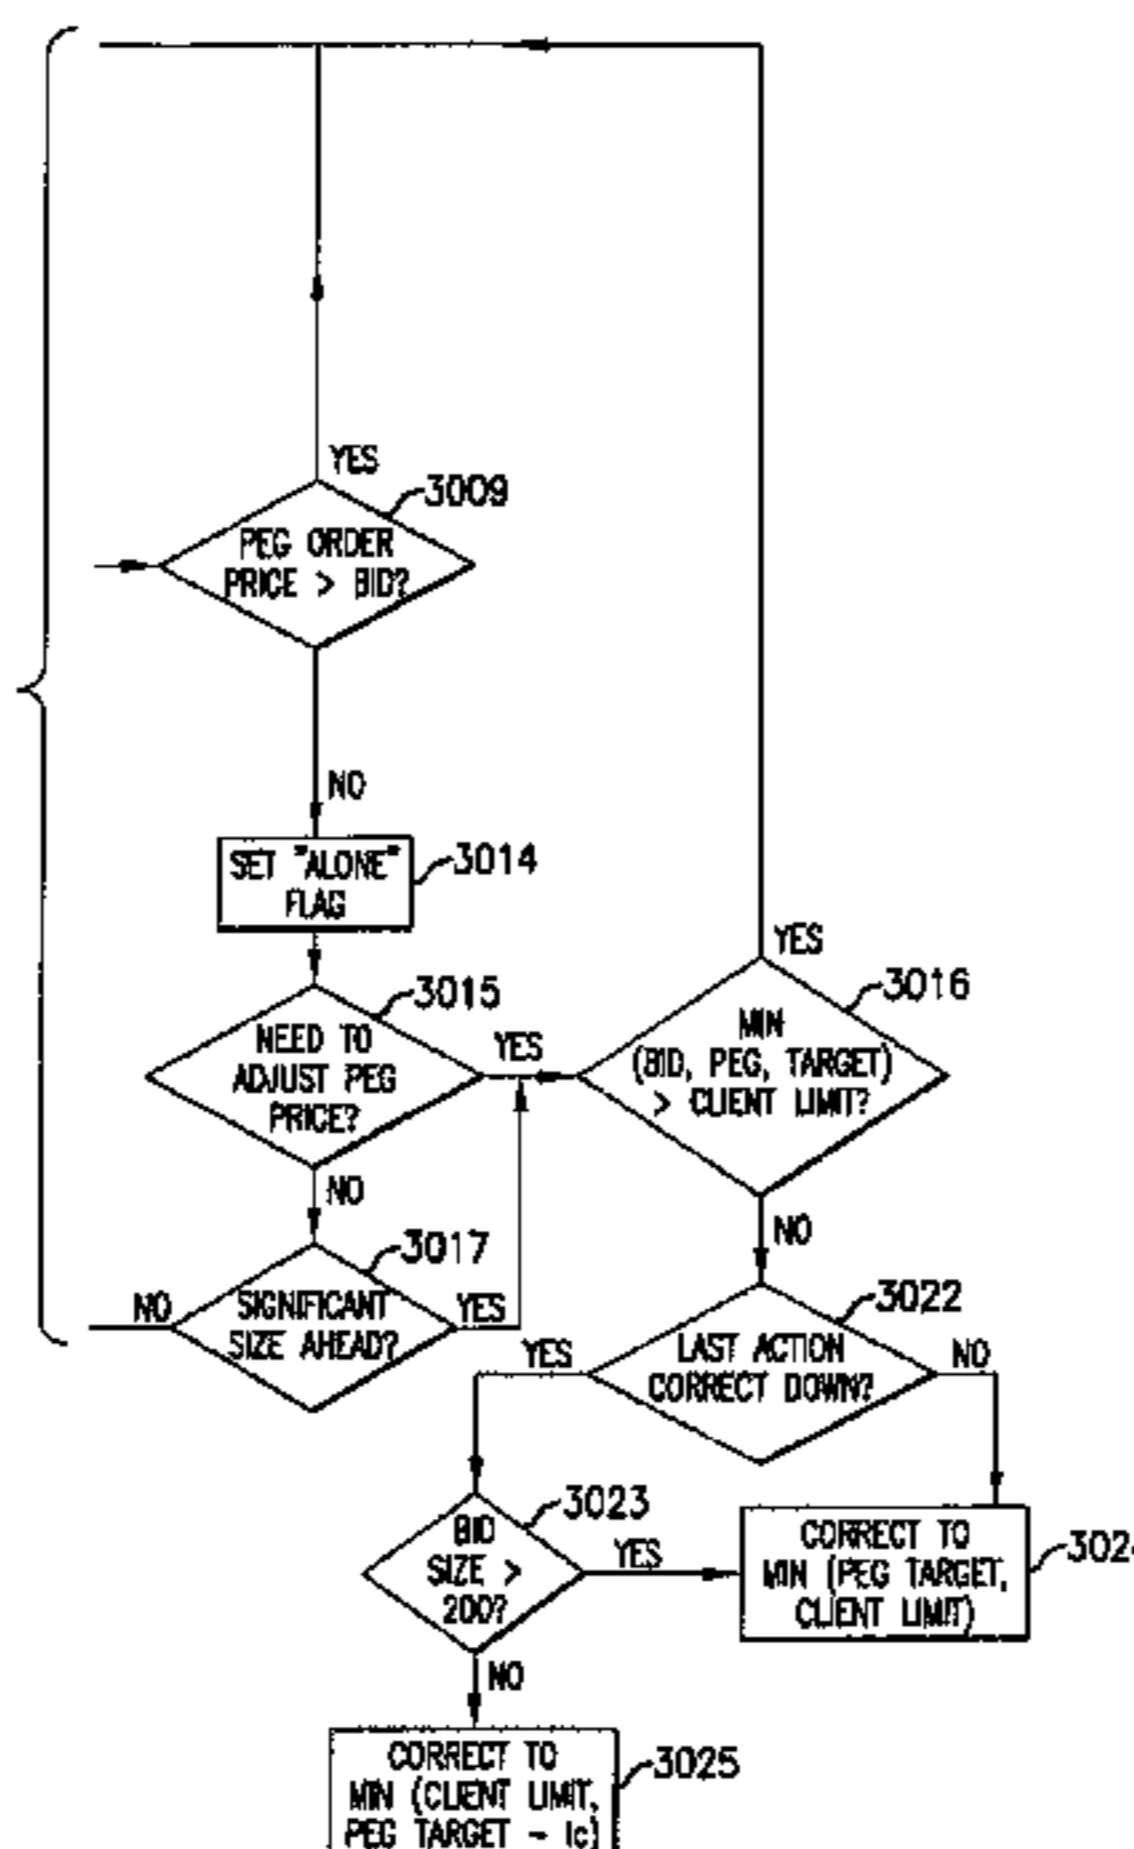 YES
3009
PEG ORDER
PRICE > BID?
NO
SET "ALONE"
FLAG
3014
3015
NEED TO
ADJUST PEG
PRICE?
YES
NO
YES
3016
MIN
(BID, PEG, TARGET)
> CLIENT LIMIT?
NO
3017
NO
SIGNIFICANT
SIZE AHEAD?
YES
3022
YES
LAST ACTION
CORRECT DOWN?
NO
3023
BID
SIZE >
200?
YES
NO
CORRECT TO
MIN (PEG TARGET,
CLIENT LIMIT)
CORRECT TO
MIN (CLIENT LIMIT,
PEG TARGET - 1c)
3025